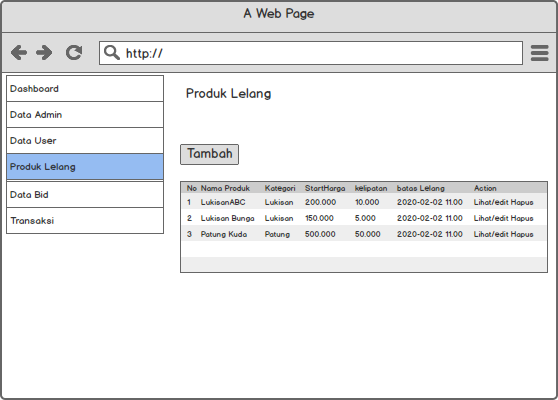 A Web Page
http://
Dashboard
Data Admin
Data User
Produk Lelang
Data Bid
Transaksi
Produk Lelang
Tambah
No Nama Produk Kategori StartHarga kelipatan batas Lelang Action
1 LukisanABC Lukisan 200.000 10.000 2020-02-02 11.00 Lihat/edit Hapus
2 Lukisan Bunga Lukisan 150.000 5.000 2020-02-02 11.00 Lihat/edit Hapus
3 Patung Kuda Patung 500.000 50.000 2020-02-02 11.00 Lihat/edit Hapus